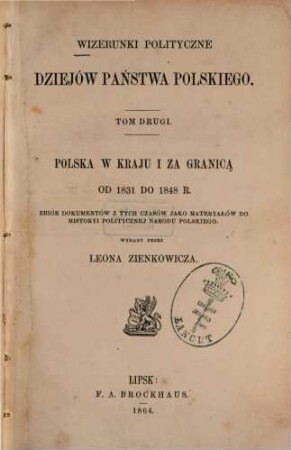 WIZERUNKI POLITYCZNE
DZIEJÓW PAŃSTWA POLSKIEGO.
TOM DRUGI.
POLSKA W KRAJU I ZA GRANICĄ
OD 1831 DO 1848 R.
ZBIÓR DOKUMENTÓW Z TYCH CZASÓW JAKO MATERYAŁÓW DO
HISTORYI POLITYCZNEJ NARODU POLSKIEGO;
WYDANY PRZEZ
LEONA ZIENKOWICZA.
ŁAŃCUT
LIPSK:
F. A. BROCKHAUS.
1864.